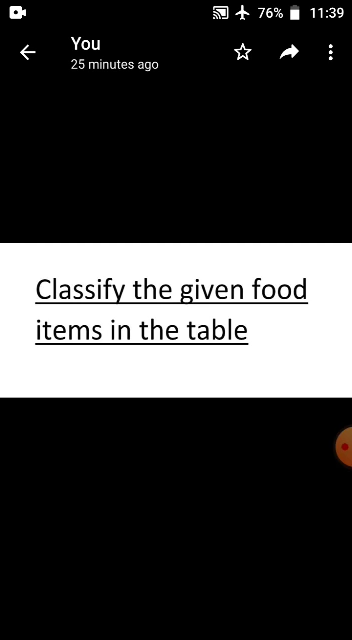 76% 11:39
You
25 minutes ago
Classify the given food
items in the table